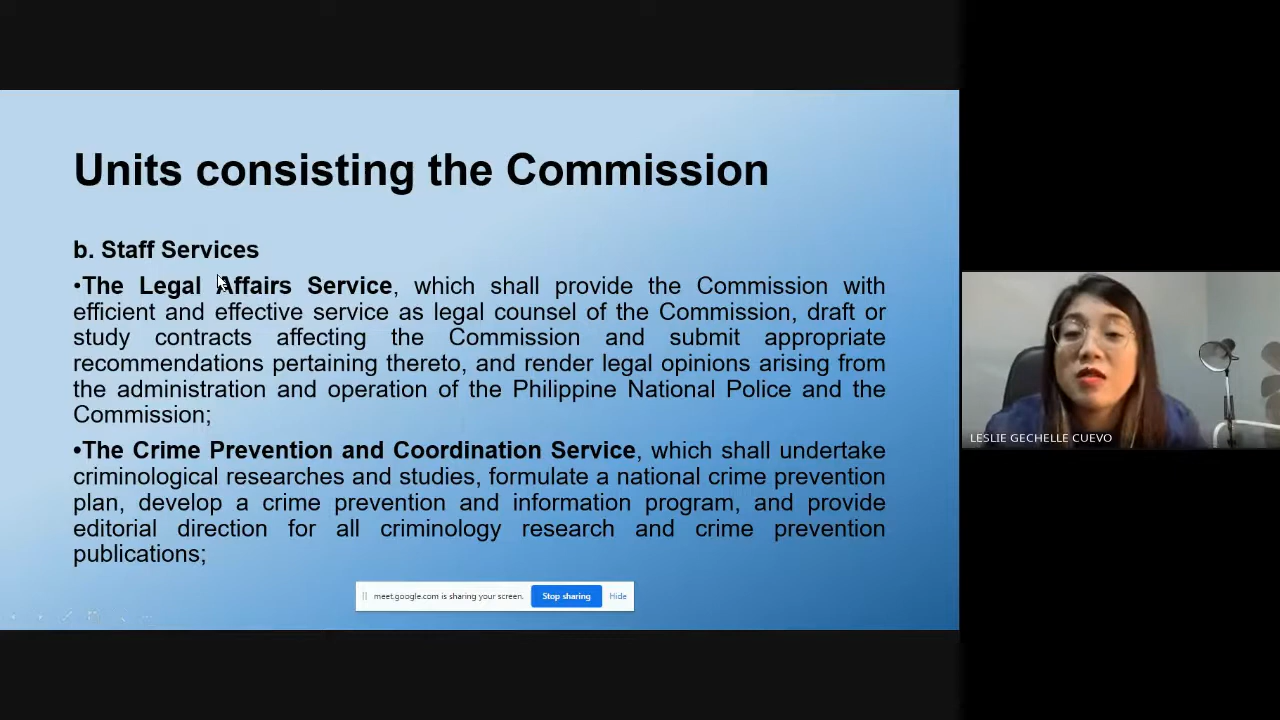 Units consisting the Commission
b. Staff Services
•The Legal Affairs Service, which shall provide the Commission with
efficient and effective service as legal counsel of the Commission, draft or
study contracts affecting the Commission and submit appropriate
recommendations pertaining thereto, and render legal opinions arising from
the administration and operation of the Philippine National Police and the
Commission;
•The Crime Prevention and Coordination Service, which shall undertake
criminological researches and studies, formulate a national crime prevention
plan, develop a crime prevention and information program, and provide
editorial direction for all criminology research and crime prevention
publications;
meet.google.com is sharing your screen. Stop sharing Hide
LESLIE GECHELLE CUEVO